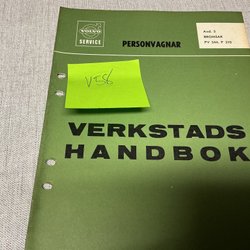 VOLVO
SERVICE
PERSONVAGNAR
Avd. 5
BROMSAR
PV 544, P 210
V156
VERKSTADS
HANDBOK